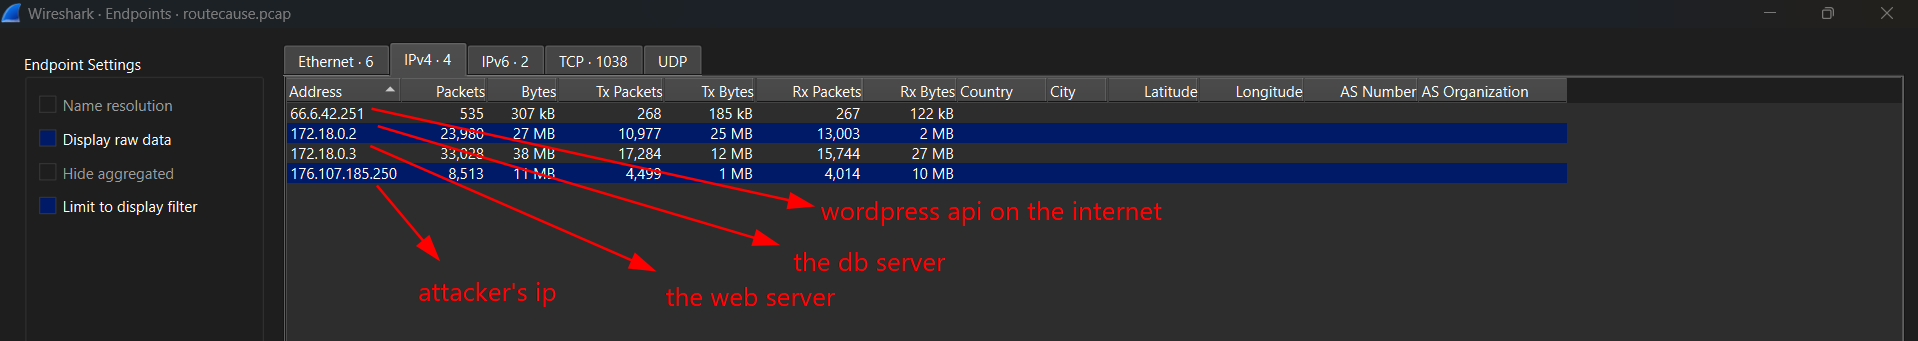 Wireshark · Endpoints · routecause.pcap
Endpoint Settings
Name resolution
Display raw data
Hide aggregated
Limit to display filter
Ethernet · 6 IPv4 · 4 IPv6 · 2 TCP · 1038 UDP
Address Packets Bytes Tx Packets Tx Bytes Rx Packets Rx Bytes Country City Latitude Longitude AS Number AS Organization
66.6.42.251 535 307 kB 268 185 kB 267 122 kB
172.18.0.2 23,980 27 MB 10,977 25 MB 13,003 2 MB
172.18.0.3 33,028 38 MB 17,284 12 MB 15,744 27 MB
176.107.185.250 8,513 11 MB 4,499 1 MB 4,014 10 MB
wordpress api on the internet
the db server
attacker's ip
the web server